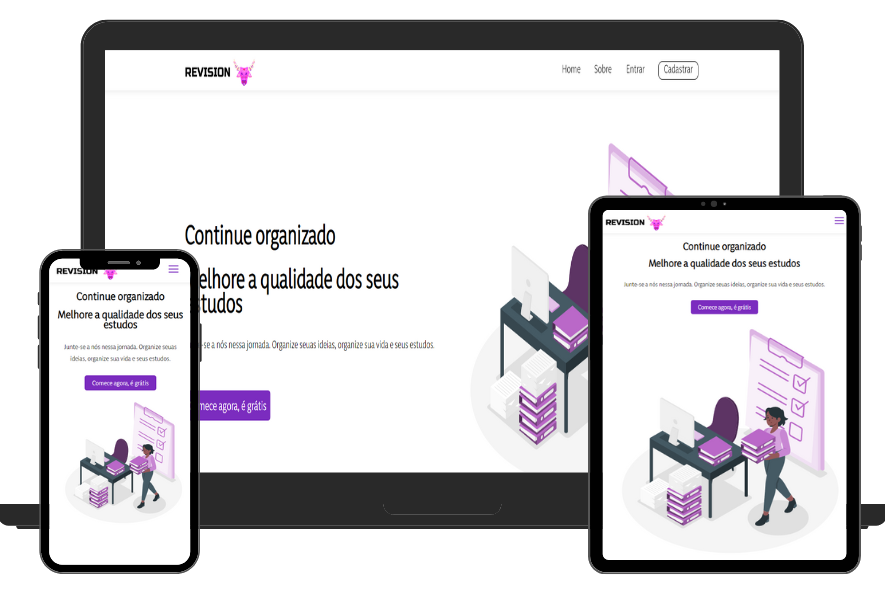 REVISION
Home Sobre Entrar Cadastrar
Continue organizado
elhore a qualidade dos seus
tudos
-se a nós nessa jornada. Organize seuas ideias, organize sua vida e seus estudos.
mece agora, é grátis
REVISION
Continue organizado
Melhore a qualidade dos seus
estudos
Junte-se a nós nessa jornada. Organize seuas
ideias, organize sua vida e seus estudos.
Comece agora, é grátis
REVISION
Continue organizado
Melhore a qualidade dos seus estudos
Junte-se a nós nessa jornada. Organize seuas ideias, organize sua vida e seus estudos.
Comece agora, é grátis